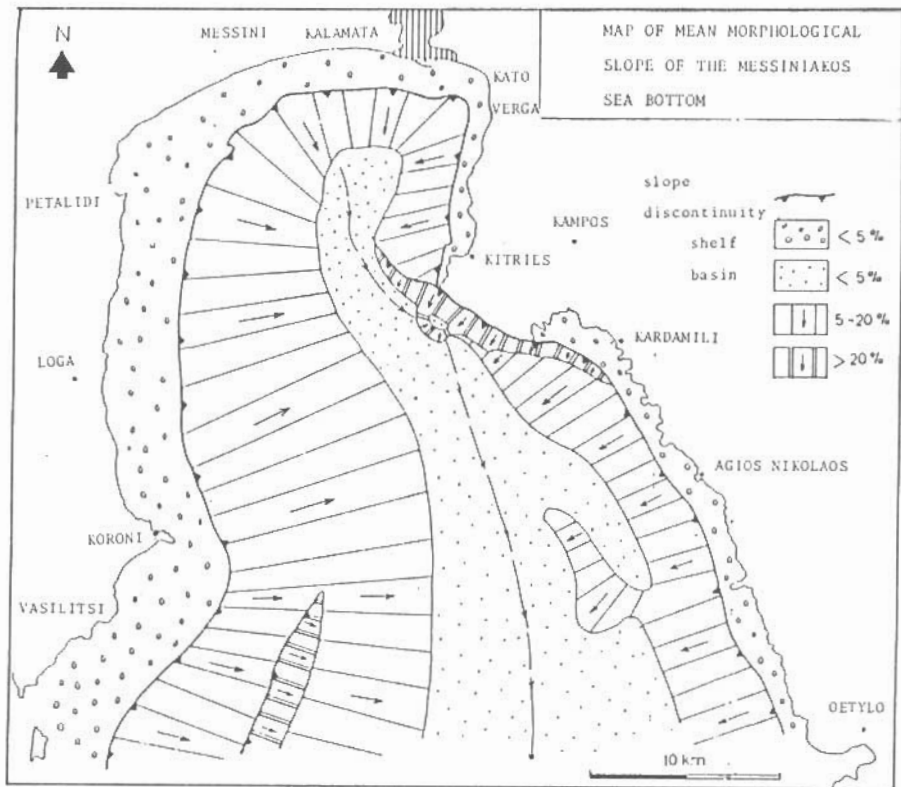 N
MESSINI KALAMATA
MAP OF MEAN MORPHOLOGICAL
SLOPE OF THE MESSINIAKOS
SEA BOTTOM
KATO
VERGA
PETALIDI
slope
discontinuity
shelf
< 5 ‰
basin
< 5 ‰
5-20 %
> 20 %
KAMPOS
KITRILS
KARDAMILI
LOGA
AGIOS NIKOLAOS
KORONI
VASILITSI
OETYLO
10 km